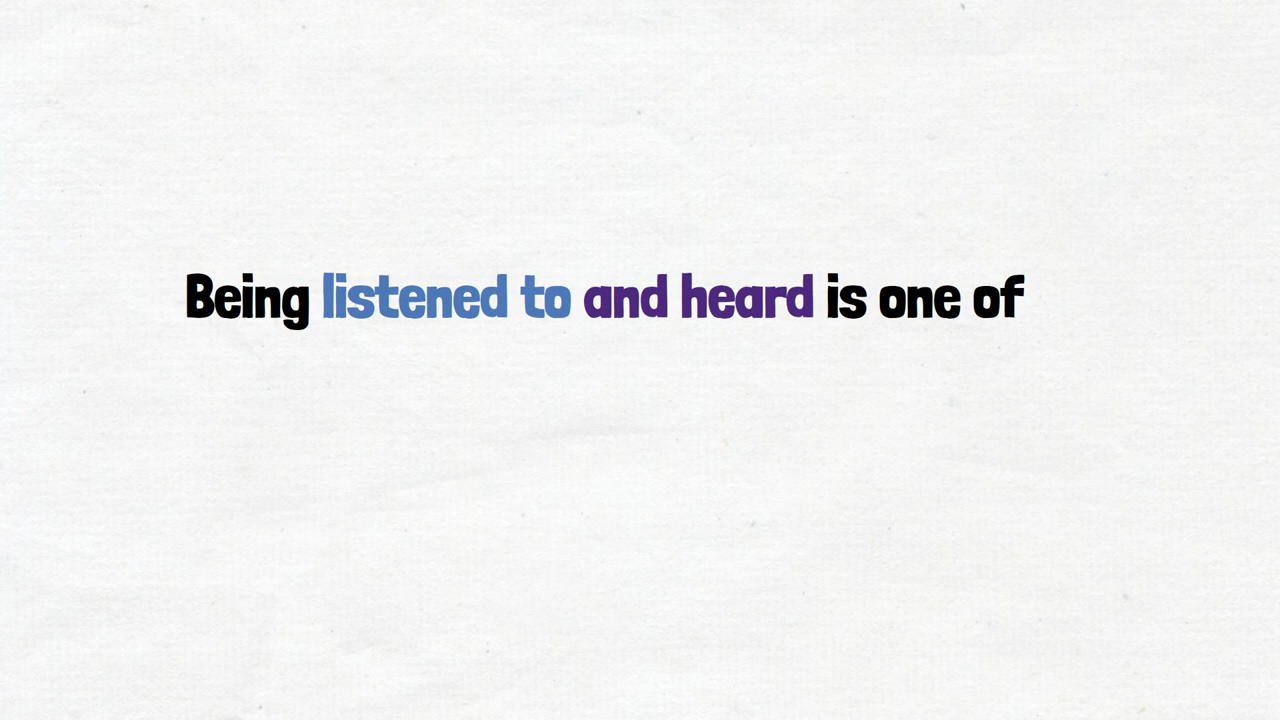 Being listened to and heard is one of